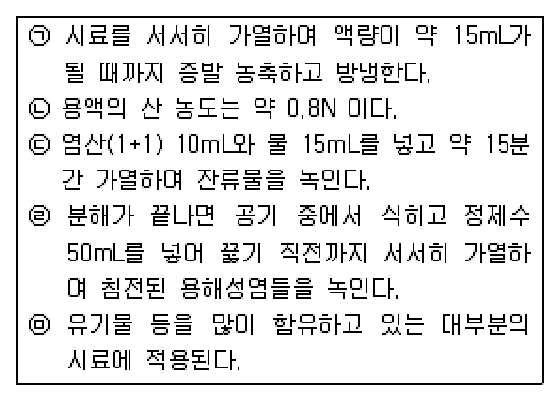 ㉠ 시료를 서서히 가열하여 액량이 약 15mL가
될 때까지 증발 농축하고 방냉한다.
㉡ 용액의 산 농도는 약 0.8N 이다.
㉢ 염산(1+1) 10mL와 물 15mL를 넣고 약 15분
간 가열하여 잔류물을 녹인다.
㉣ 분해가 끝나면 공기 중에서 식히고 정제수
50mL를 넣어 끓기 직전까지 서서히 가열하
여 침전된 용해성염들을 녹인다.
㉤ 유기물 등을 많이 함유하고 있는 대부분의
시료에 적용된다.